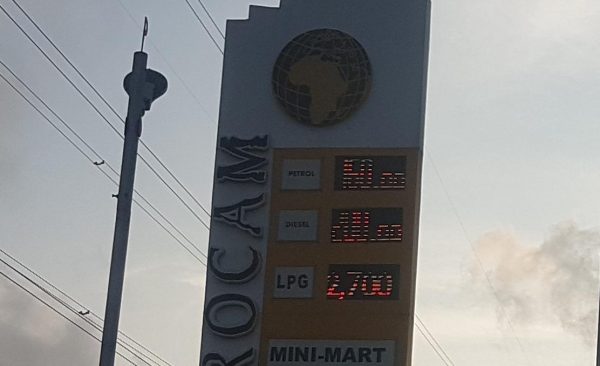 ROCAM
PETROL
DIESEL
LPG 2,700
MINI-MART